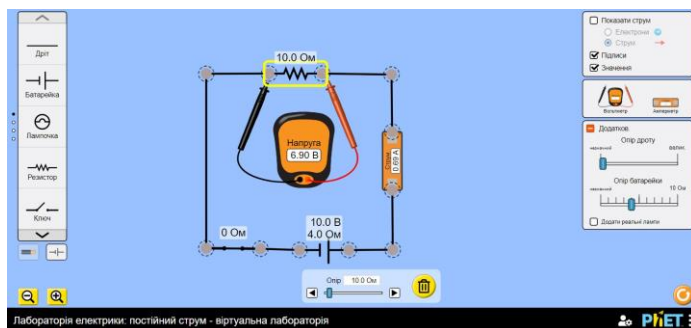 Дріт
Батарейка
Лампочка
Резистор
Ключ
10.0 Ом
Напруга
6.90 В
Струм
0.69 А
0 Ом
10.0 В
4.0 Ом
Опір 10.0 Ом
Показати струм
Електрони
Струм
Підписи
Значення
Вольтметр
Амперметр
Додатков.
Опір дроту
Опір батарейки
10 Ом
Додати реальні лампи
Лабораторія електрики: постійний струм - віртуальна лабораторія
PhET